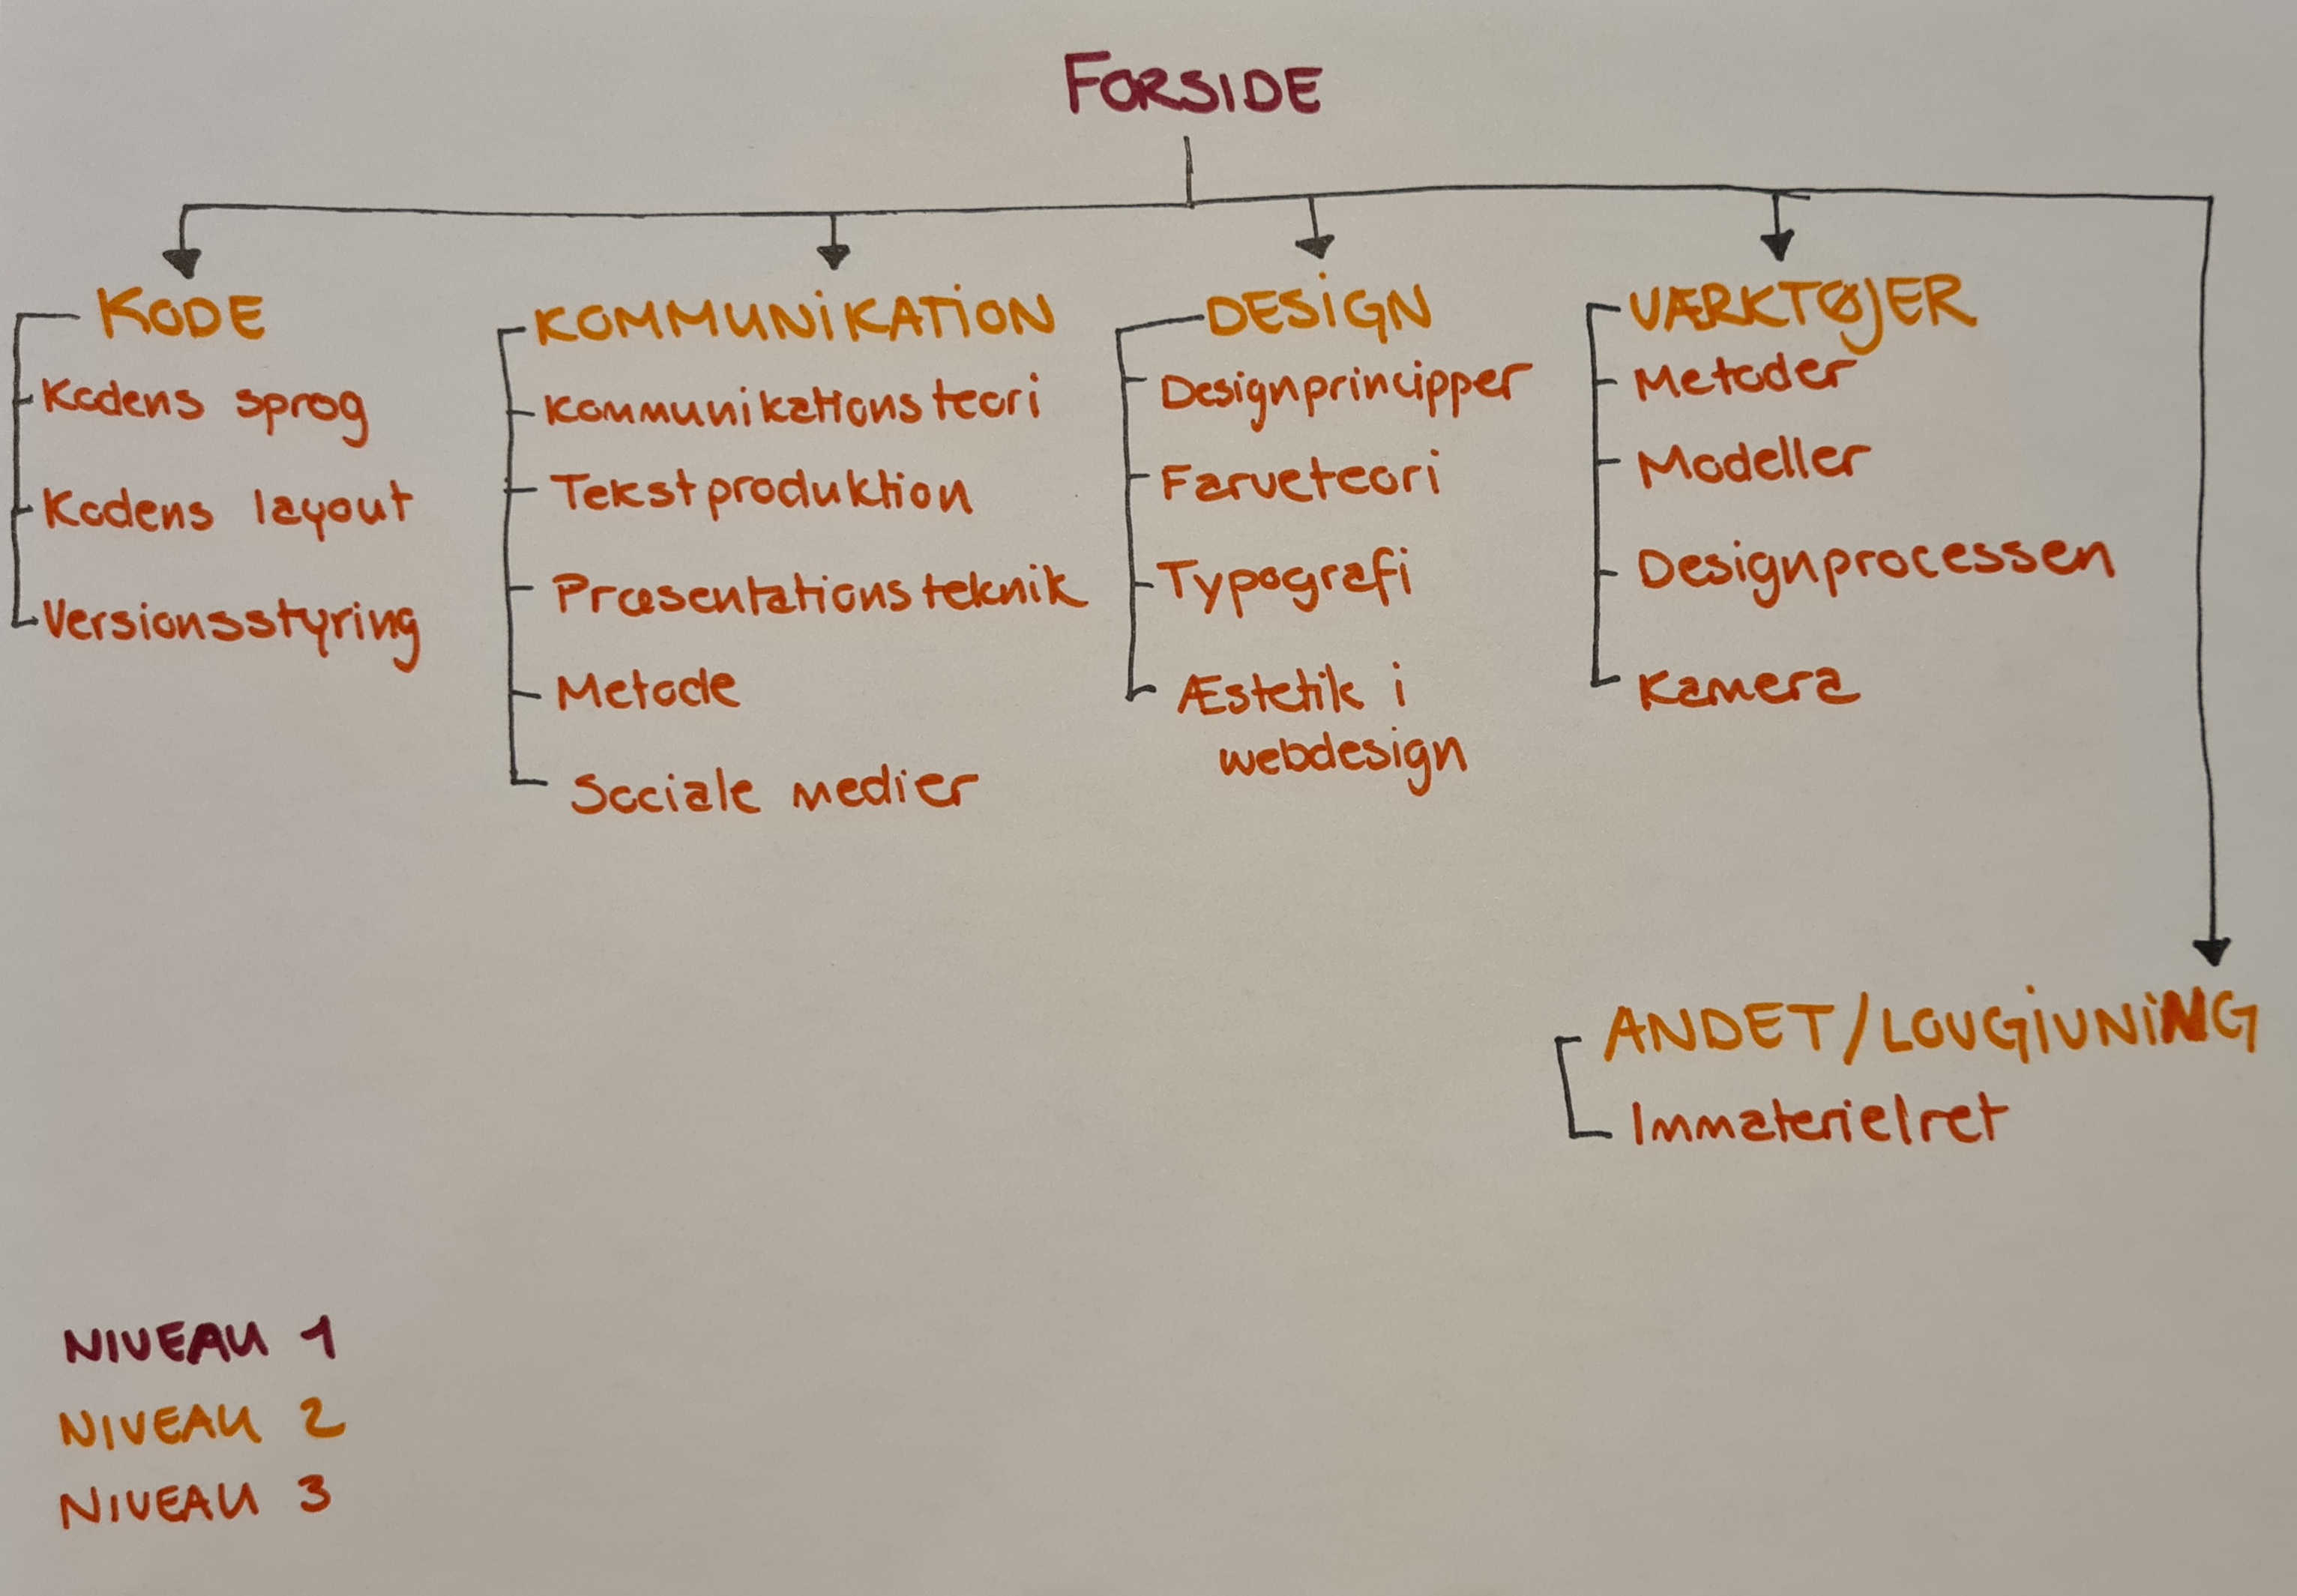 FORSIDE
KODE
Kodens sprog
Kodens layout
Versionsstyring
KOMMUNIKATION
Kommunikationsteori
Tekstproduktion
Præsentationsteknik
Metode
Sociale medier
DESIGN
Designprincipper
Farveteori
Typografi
Æstetik i
webdesign
VÆRKTØJER
Metoder
Modeller
Designprocessen
Kamera
ANDET/LOVGIVNING
Immaterielret
NIVEAU 1
NIVEAU 2
NIVEAU 3